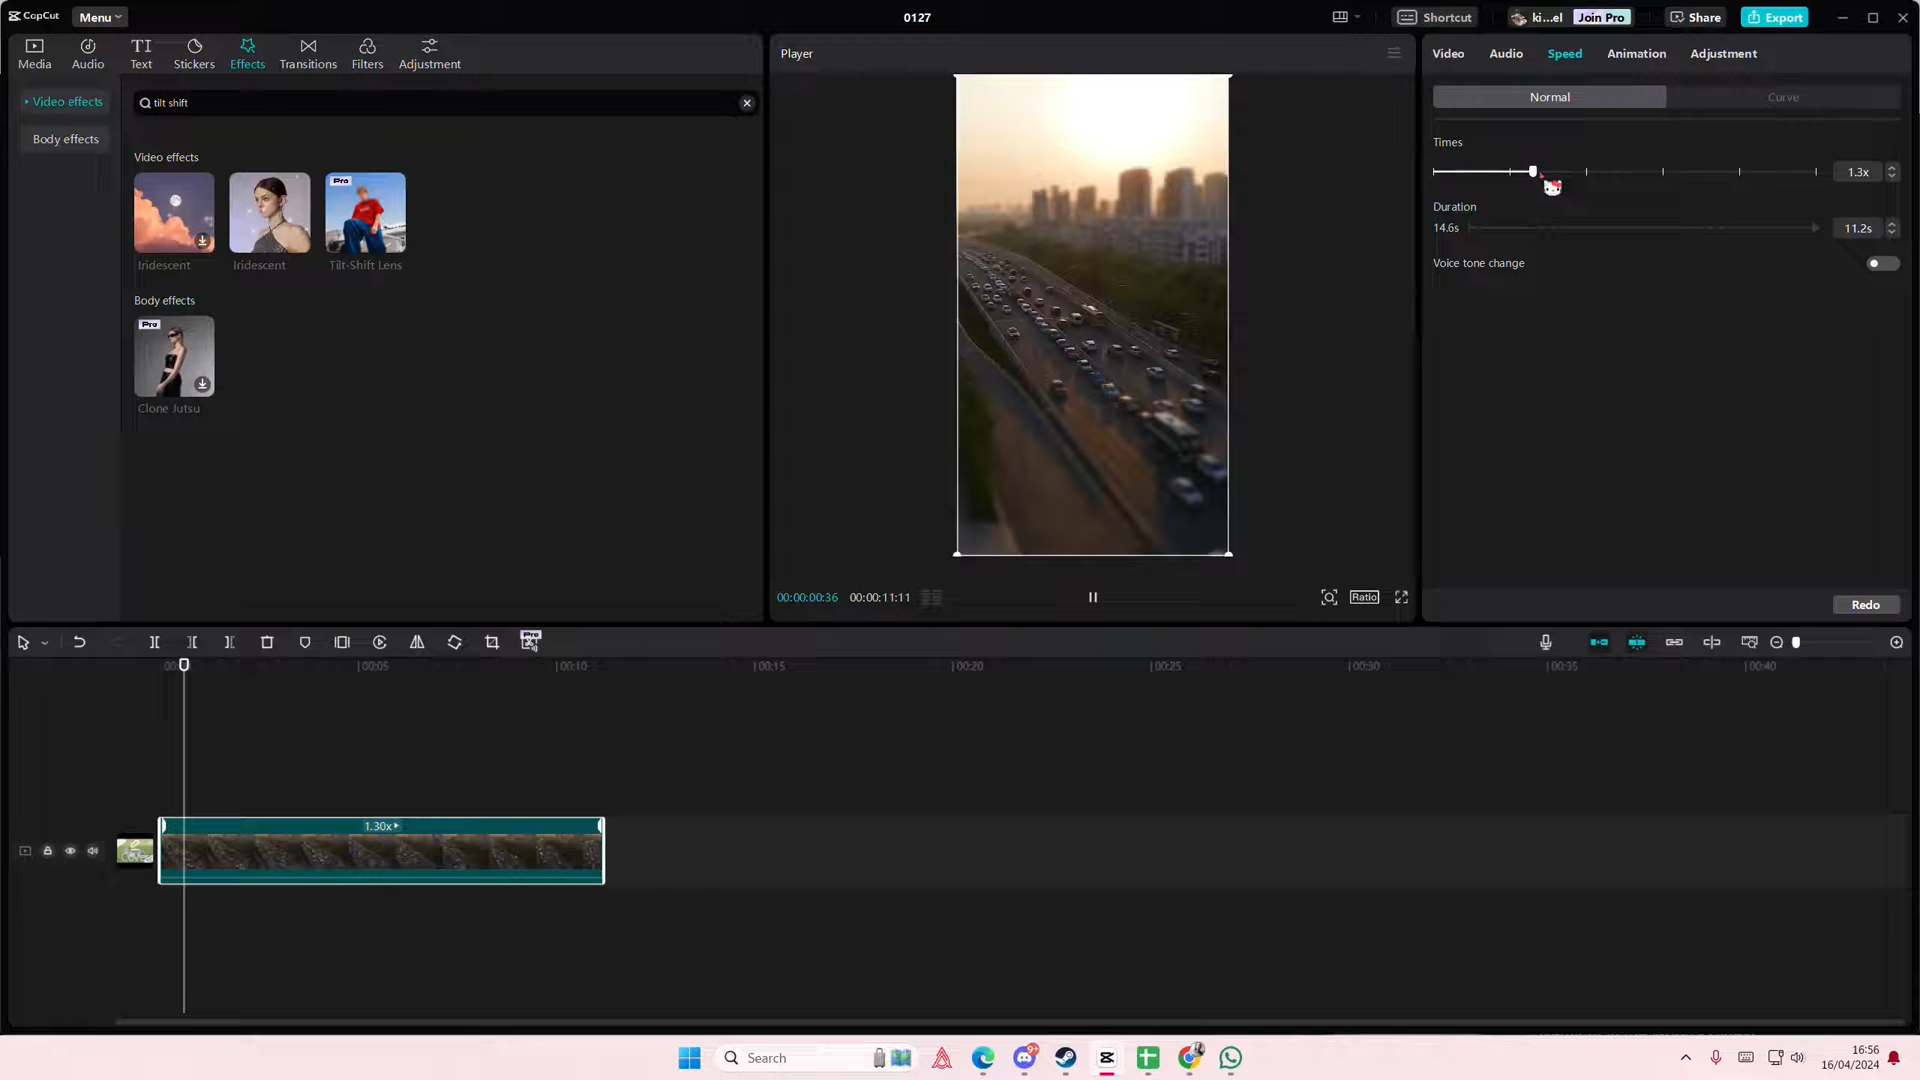 CapCut
Menu
0127
Shortcut
ki...el
Join Pro
Share
Export
Media
Audio
Text
Stickers
Effects
Transitions
Filters
Adjustment
Player
Video
Audio
Speed
Animation
Adjustment
Video effects
Body effects
tilt shift
Video effects
Pro
Iridescent
Iridescent
Tilt-Shift Lens
Body effects
Pro
Clone Jutsu
Normal
Curve
Times
1.3x
Duration
14.6s
11.2s
Voice tone change
00:00:00:36
00:00:11:11
Ratio
Redo
Pro
00:05
00:10
00:15
00:20
00:25
00:30
00:35
00:40
1.30x
Cover
Search
9+
16:56
16/04/2024